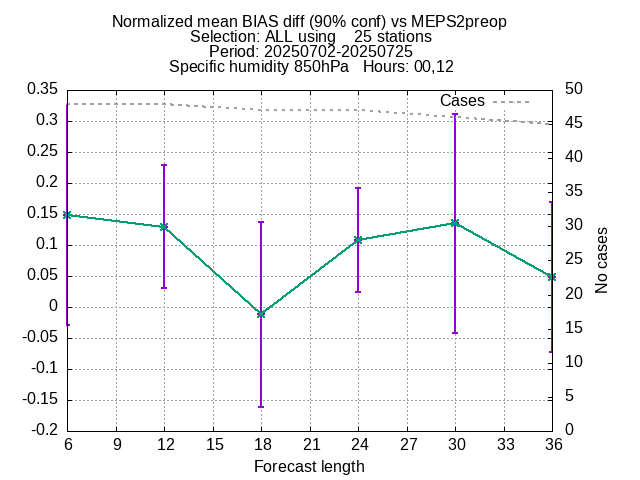 Normalized mean BIAS diff (90% conf) vs MEPS2preop
Selection: ALL using    25 stations
Period: 20250702-20250725
Specific humidity 850hPa   Hours: 00,12
Cases
0.35
0.3
0.25
0.2
0.15
0.1
0.05
0
-0.05
-0.1
-0.15
-0.2
50
45
40
35
30
25
20
15
10
5
0
No cases
6 9 12 15 18 21 24 27 30 33 36
Forecast length